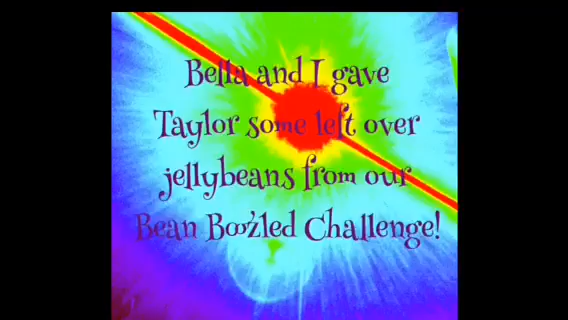 Bella and I gave
Taylor some left over
jellybeans from our
Bean Boozled Challenge!